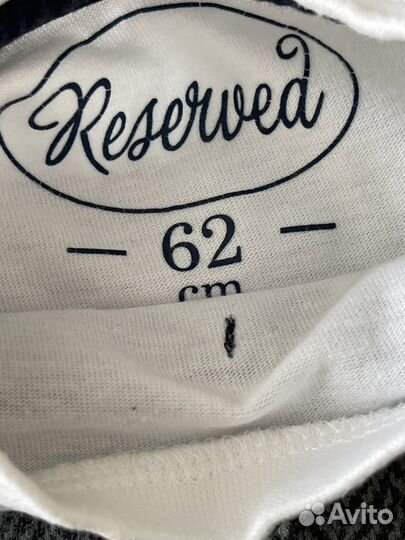 Reserved
— 62 —
cm
Avito